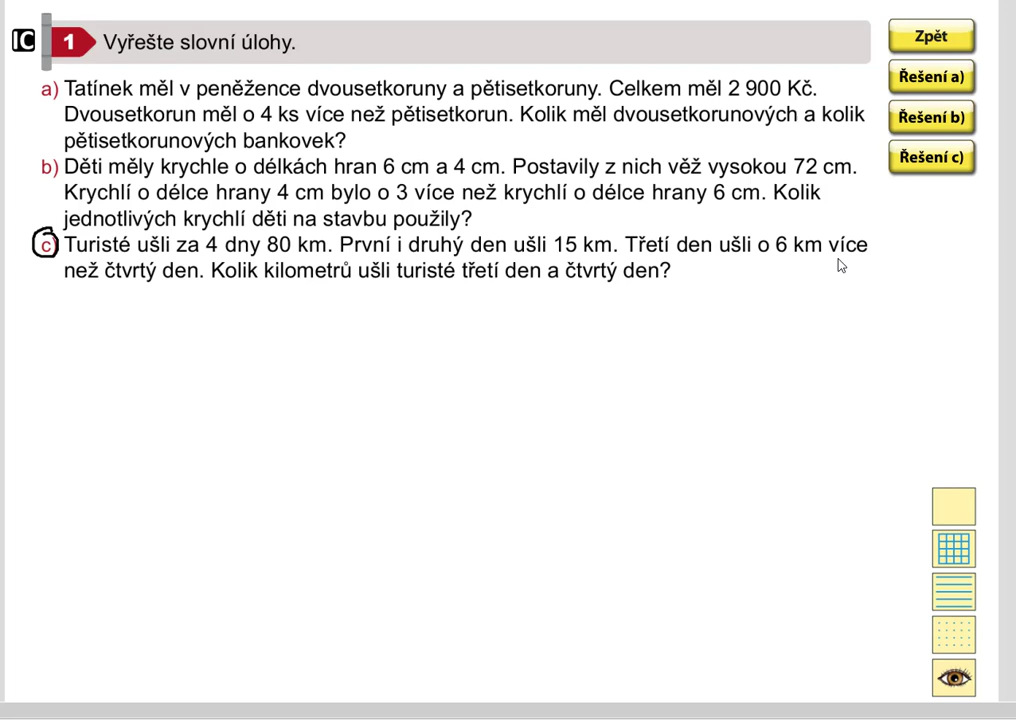 IC 1 Vyřešte slovní úlohy.
Zpět
Řešení a)
Řešení b)
Řešení c)
a) Tatínek měl v peněžence dvousetkoruny a pětisetkoruny. Celkem měl 2 900 Kč.
Dvousetkorun měl o 4 ks více než pětisetkorun. Kolik měl dvousetkorunových a kolik
pětisetkorunových bankovek?
b) Děti měly krychle o délkách hran 6 cm a 4 cm. Postavily z nich věž vysokou 72 cm.
Krychlí o délce hrany 4 cm bylo o 3 více než krychlí o délce hrany 6 cm. Kolik
jednotlivých krychlí děti na stavbu použily?
c) Turisté ušli za 4 dny 80 km. První i druhý den ušli 15 km. Třetí den ušli o 6 km více
než čtvrtý den. Kolik kilometrů ušli turisté třetí den a čtvrtý den?